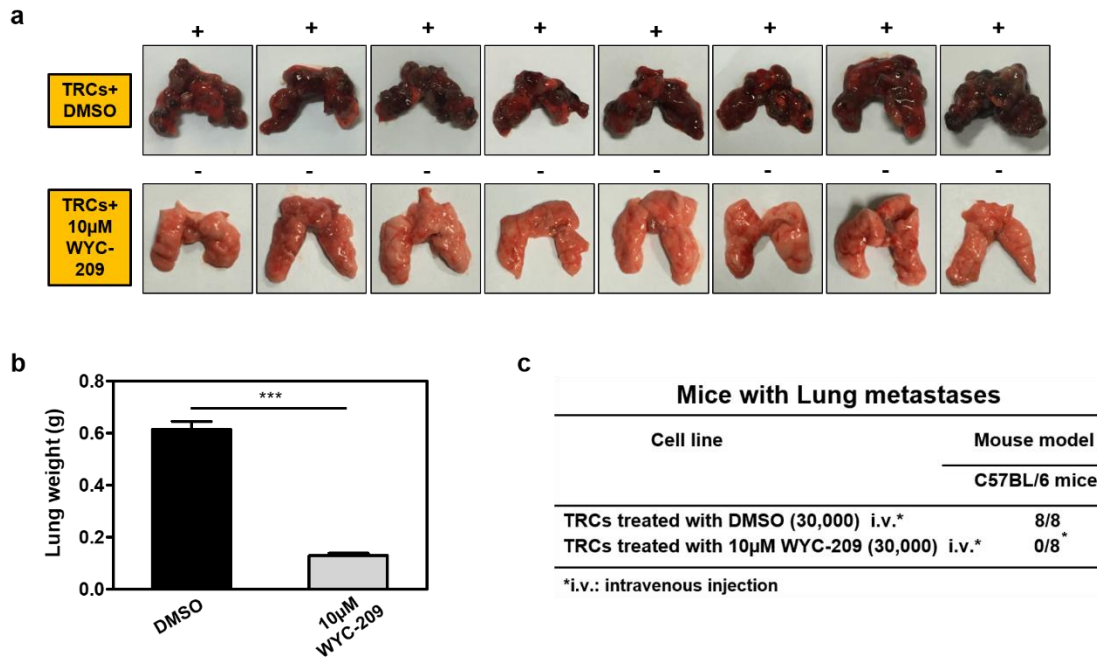 a
+ + + + + + + +
TRCs+
DMSO
- - - - - - - -
TRCs+
10µM
WYC-
209
b
0.8
0.6
0.4
0.2
0.0
Lung weight (g)
***
DMSO
10µM
WYC-209
c
Mice with Lung metastases
Cell line Mouse model
C57BL/6 mice
TRCs treated with DMSO (30,000) i.v.* 8/8
TRCs treated with 10µM WYC-209 (30,000) i.v.* 0/8*
*i.v.: intravenous injection